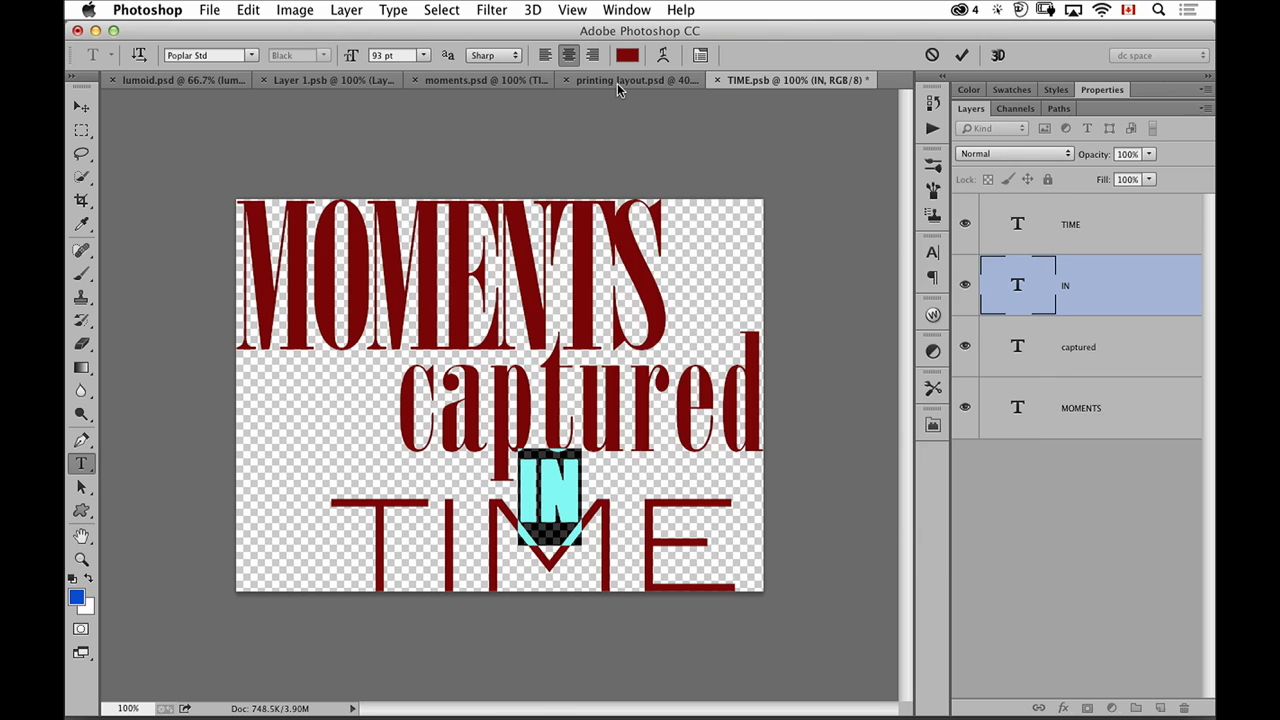 Photoshop File Edit Image Layer Type Select Filter 3D View Window Help 4
Adobe Photoshop CC
T Poplar Std Black 93 pt aa Sharp 3D dc space
lumoid.psd @ 66.7% (lum... Layer 1.psb @ 100% (Lay... moments.psd @ 100% (TI... printing layout.psd @ 40.... TIME.psb @ 100% (IN, RGB/8) *
Color Swatches Styles Properties
Layers Channels Paths
Kind
Normal Opacity: 100%
Lock: Fill: 100%
T TIME
T IN
T captured
T MOMENTS
MOMENTS
captured
IN
TIME
100% Doc: 748.5K/3.90M